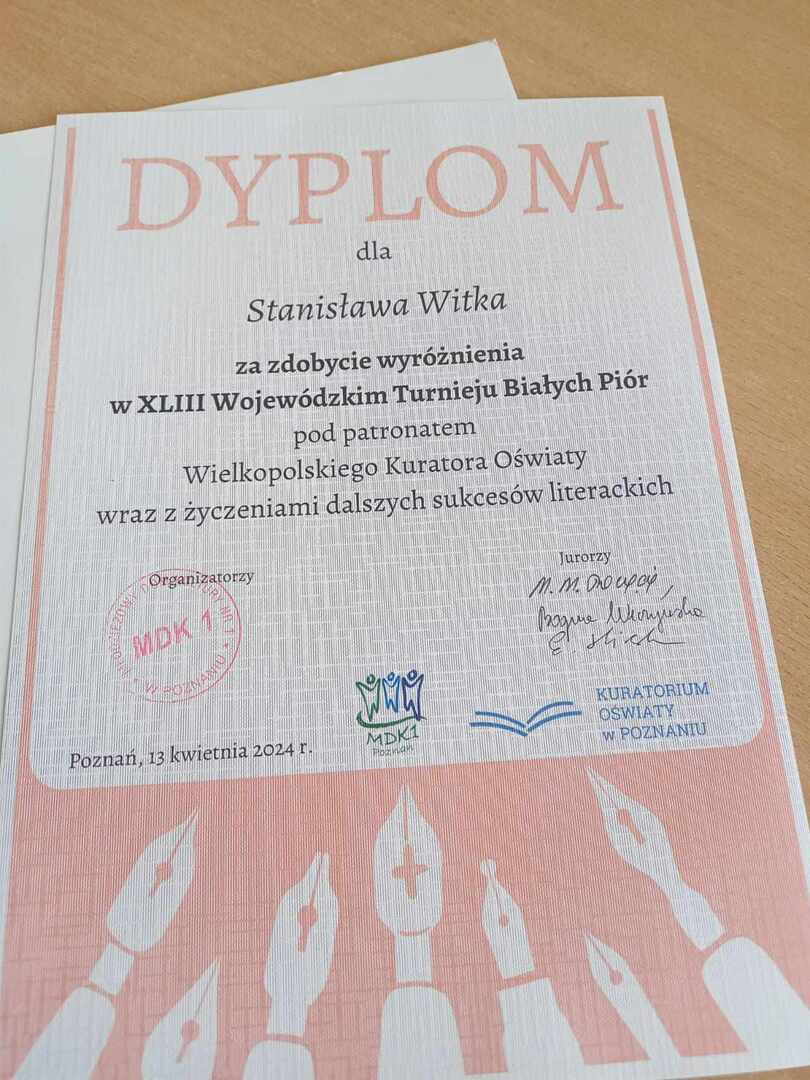 DYPLOM
dla
Stanisława Witka
za zdobycie wyróżnienia
w XLIII Wojewódzkim Turnieju Białych Piór
pod patronatem
Wielkopolskiego Kuratora Oświaty
wraz z życzeniami dalszych sukcesów literackich
Organizatorzy
MDK 1
W POZNANIU
Jurorzy
MDK1
Poznań
KURATORIUM
OŚWIATY
W POZNANIU
Poznań, 13 kwietnia 2024 r.